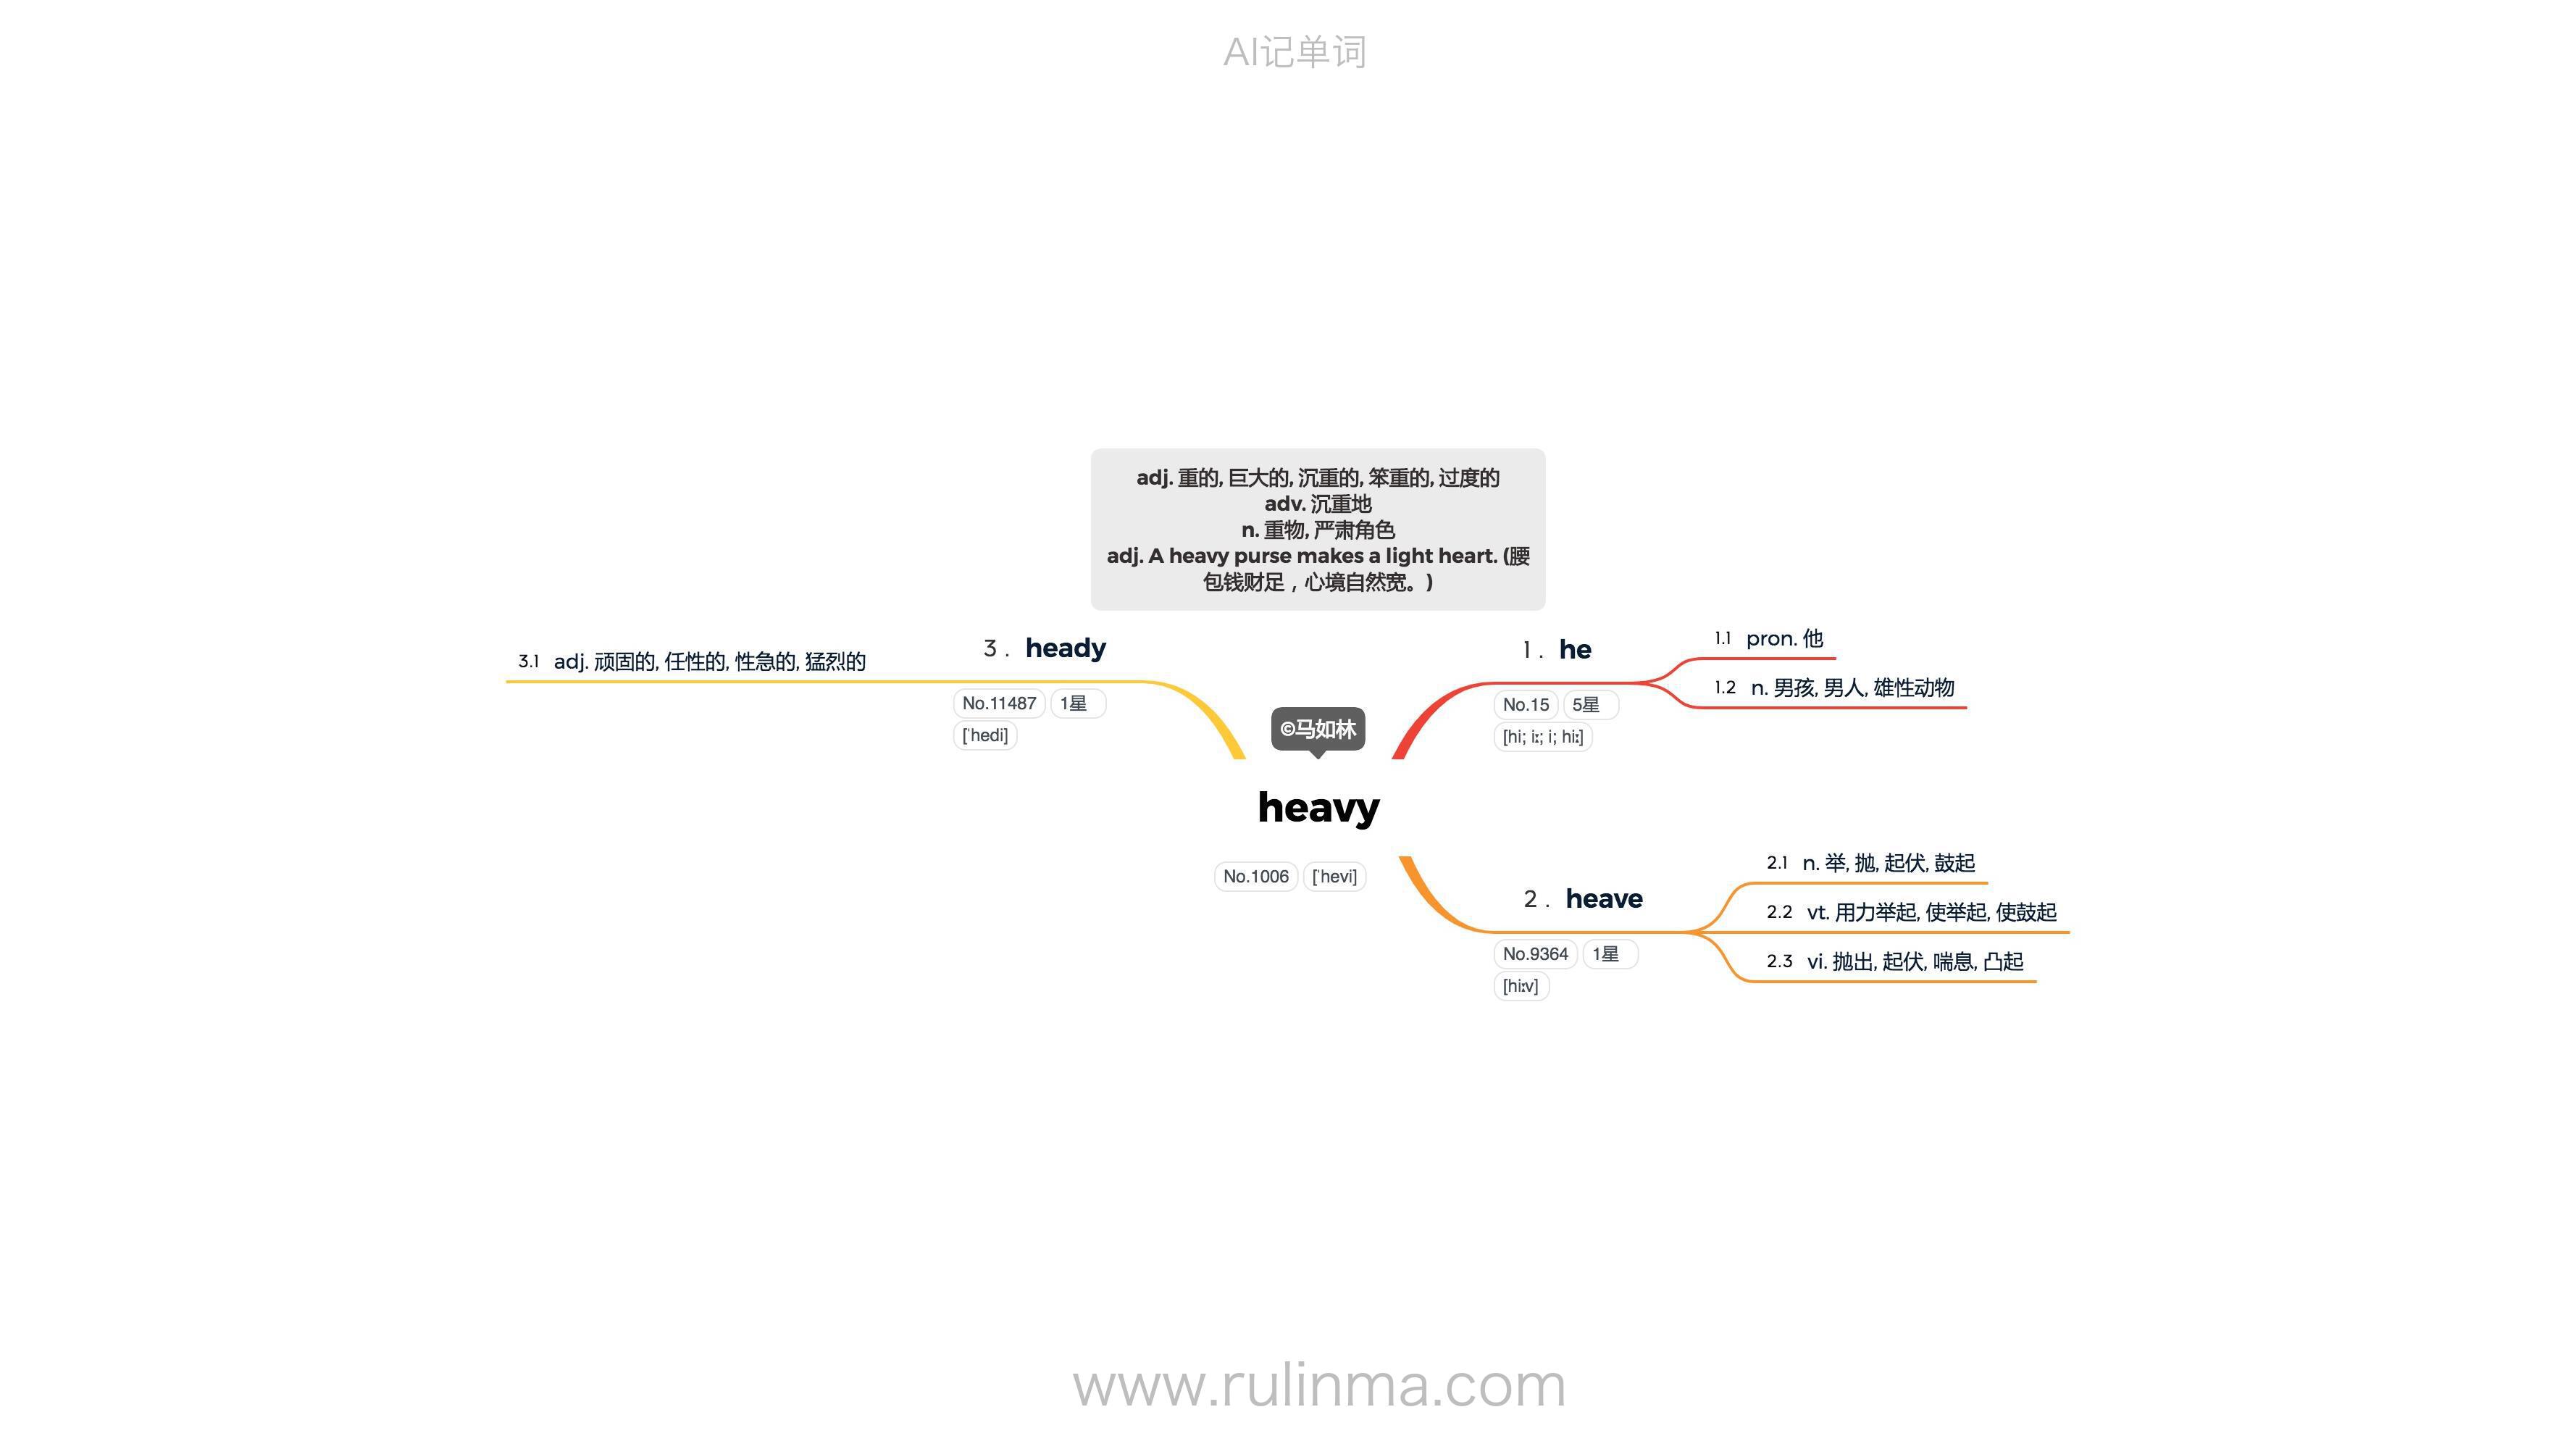 AI记单词
adj. 重的, 巨大的, 沉重的, 笨重的, 过度的
adv. 沉重地
n. 重物, 严肃角色
adj. A heavy purse makes a light heart. (腰
包钱财足，心境自然宽。)
©马如林
heavy
No.1006 [ˈhevi]
1. he
No.15 5星
[hi; iː; i; hiː]
1.1 pron. 他
1.2 n. 男孩, 男人, 雄性动物
2. heave
No.9364 1星
[hiːv]
2.1 n. 举, 抛, 起伏, 鼓起
2.2 vt. 用力举起, 使举起, 使鼓起
2.3 vi. 抛出, 起伏, 喘息, 凸起
3. heady
No.11487 1星
[ˈhedi]
3.1 adj. 顽固的, 任性的, 性急的, 猛烈的
www.rulinma.com